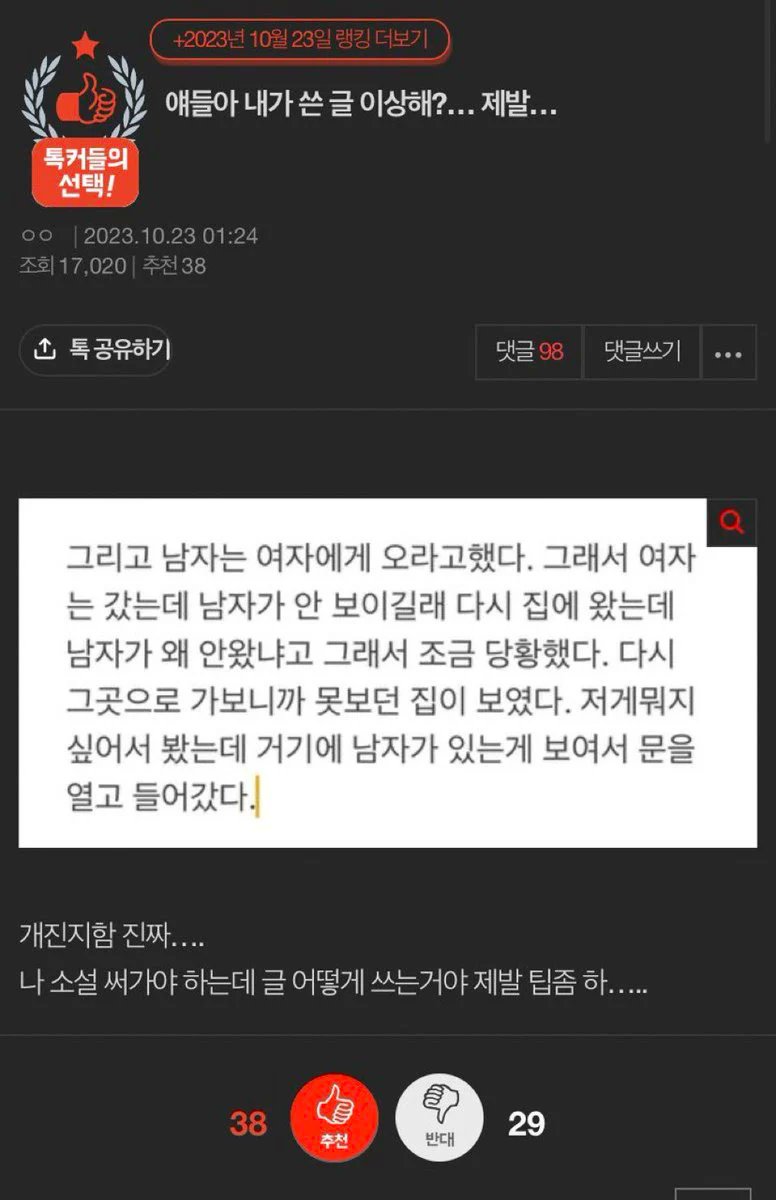 +2023년 10월 23일 랭킹 더보기
얘들아 내가 쓴 글 이상해?... 제발...
톡커들의
선택!
ㅇㅇ | 2023.10.23 01:24
조회 17,020 | 추천 38
톡 공유하기
댓글 98
댓글쓰기
그리고 남자는 여자에게 오라고했다. 그래서 여자
는 갔는데 남자가 안 보이길래 다시 집에 왔는데
남자가 왜 안왔냐고 그래서 조금 당황했다. 다시
그곳으로 가보니까 못보던 집이 보였다. 저게뭐지
싶어서 봤는데 거기에 남자가 있는게 보여서 문을
열고 들어갔다.
개진지함 진짜....
나 소설 써가야 하는데 글 어떻게 쓰는거야 제발 팁좀 하.....
38
추천
반대
29